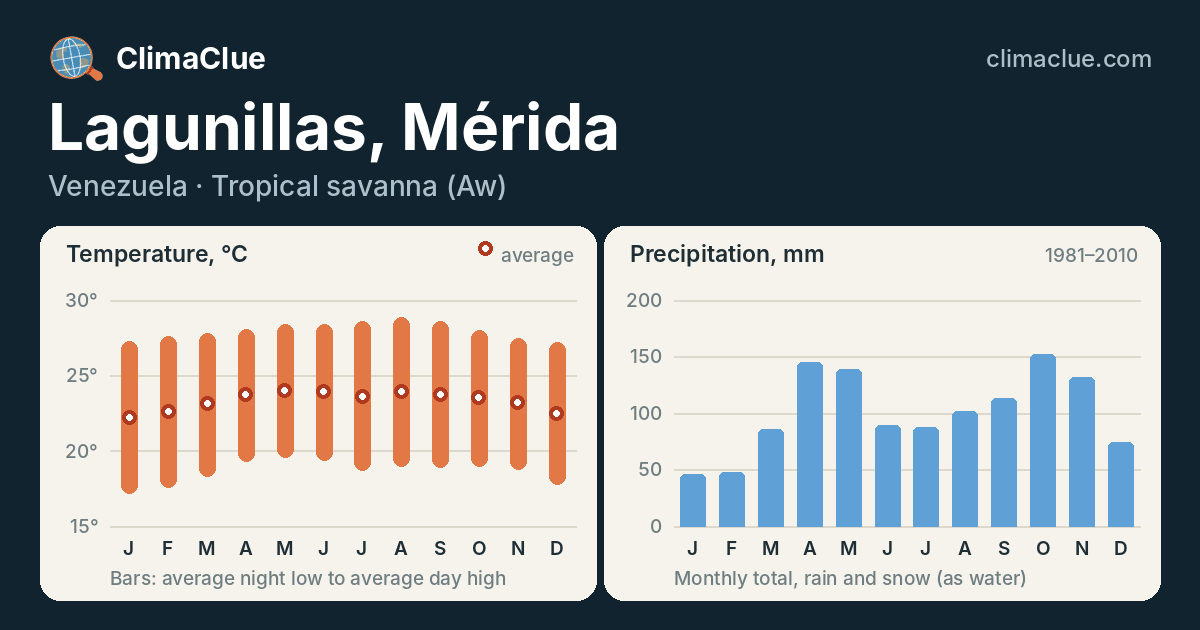 ClimaClue
climaclue.com
Lagunillas, Mérida
Venezuela · Tropical savanna (Aw)
Temperature, °C
average
30°
25°
20°
15°
J F M A M J J A S O N D
Bars: average night low to average day high
Precipitation, mm
1981–2010
200
150
100
50
0
J F M A M J J A S O N D
Monthly total, rain and snow (as water)